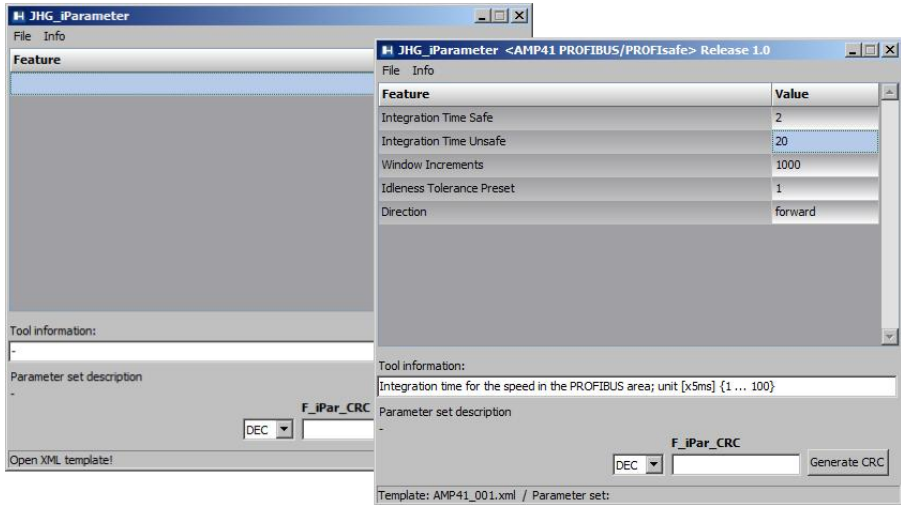 JHG_iParameter
File Info
Feature
Tool information:
-
Parameter set description
-
F_iPar_CRC
DEC
Open XML template!
JHG_iParameter <AMP41 PROFIBUS/PROFIsafe> Release 1.0
File Info
Feature Value
Integration Time Safe 2
Integration Time Unsafe 20
Window Increments 1000
Idleness Tolerance Preset 1
Direction forward
Tool information:
Integration time for the speed in the PROFIBUS area; unit [x5ms] {1 ... 100}
Parameter set description
-
F_iPar_CRC
DEC Generate CRC
Template: AMP41_001.xml / Parameter set: